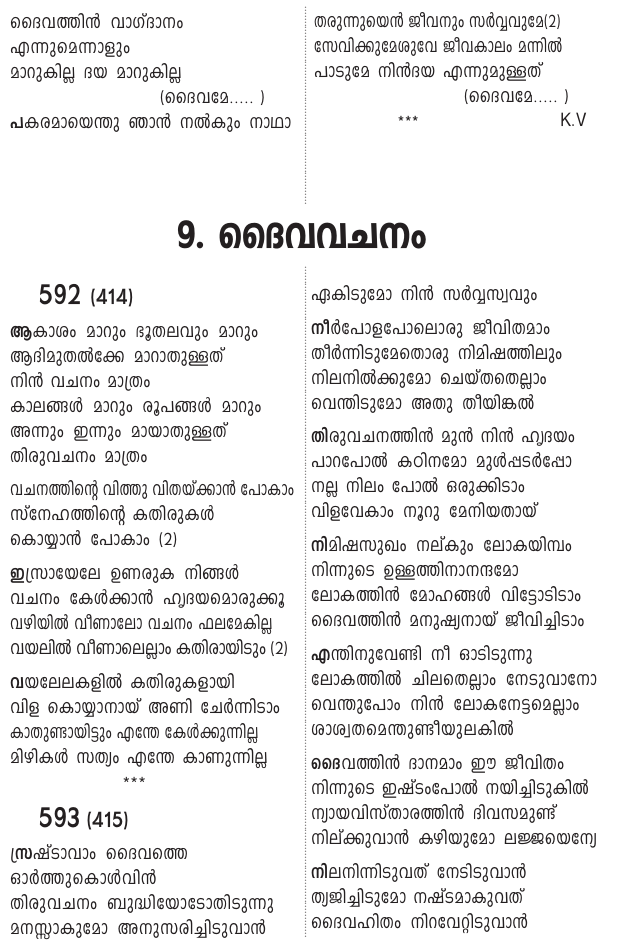 ദൈവത്തിൻ വാഗ്ദാനം
എന്നുമെന്നാളും
മാറുകില്ല ദയ മാറുകില്ല
(ദൈവമേ..... )
പകരമായെന്തു ഞാൻ നൽകും നാഥാ
തരുന്നുയെൻ ജീവനും സർവ്വവുമേ(2)
സേവിക്കുമേശുവേ ജീവകാലം മന്നിൽ
പാടുമേ നിൻദയ എന്നുമുള്ളത്
(ദൈവമേ..... )
*** K.V
9. ദൈവവചനം
592 (414)
ആകാശം മാറും ഭൂതലവും മാറും
ആദിമുതൽക്കേ മാറാതുള്ളത്
നിൻ വചനം മാത്രം
കാലങ്ങൾ മാറും രൂപങ്ങൾ മാറും
അന്നും ഇന്നും മായാതുള്ളത്
തിരുവചനം മാത്രം
വചനത്തിന്റെ വിത്തു വിതയ്ക്കാൻ പോകാം
സ്നേഹത്തിന്റെ കതിരുകൾ
കൊയ്യാൻ പോകാം (2)
ഇസ്രായേലേ ഉണരുക നിങ്ങൾ
വചനം കേൾക്കാൻ ഹൃദയമൊരുക്കൂ
വഴിയിൽ വീണാലോ വചനം ഫലമേകില്ല
വയലിൽ വീണാലെല്ലാം കതിരായിടും (2)
വയലേലകളിൽ കതിരുകളായി
വിള കൊയ്യാനായ് അണി ചേർന്നിടാം
കാതുണ്ടായിട്ടും എന്തേ കേൾക്കുന്നില്ല
മിഴികൾ സത്യം എന്തേ കാണുന്നില്ല
***
593 (415)
സ്രഷ്ടാവാം ദൈവത്തെ
ഓർത്തുകൊൾവിൻ
തിരുവചനം ബുദ്ധിയോടോതിടുന്നു
മനസ്സാകുമോ അനുസരിച്ചിടുവാൻ
ഏകിടുമോ നിൻ സർവ്വസ്വവും
നീർപോളപോലൊരു ജീവിതമാം
തീർന്നിടുമേതൊരു നിമിഷത്തിലും
നിലനിൽക്കുമോ ചെയ്തതെല്ലാം
വെന്തിടുമോ അതു തീയിങ്കൽ
തിരുവചനത്തിൻ മുൻ നിൻ ഹൃദയം
പാറപോൽ കഠിനമോ മുൾപ്പടർപ്പോ
നല്ല നിലം പോൽ ഒരുക്കിടാം
വിളവേകാം നൂറു മേനിയതായ്
നിമിഷസുഖം നല്കും ലോകയിമ്പം
നിന്നുടെ ഉള്ളത്തിനാനന്ദമോ
ലോകത്തിൻ മോഹങ്ങൾ വിട്ടോടിടാം
ദൈവത്തിൻ മനുഷ്യനായ് ജീവിച്ചിടാം
എന്തിനുവേണ്ടി നീ ഓടിടുന്നു
ലോകത്തിൽ ചിലതെല്ലാം നേടുവാനോ
വെന്തുപോം നിൻ ലോകനേട്ടമെല്ലാം
ശാശ്വതമെന്തുണ്ടീയുലകിൽ
ദൈവത്തിൻ ദാനമാം ഈ ജീവിതം
നിന്നുടെ ഇഷ്ടംപോൽ നയിച്ചിടുകിൽ
ന്യായവിസ്താരത്തിൻ ദിവസമുണ്ട്
നില്ക്കുവാൻ കഴിയുമോ ലജ്ജയെന്യേ
നിലനിന്നിടുവത് നേടിടുവാൻ
ത്വജിച്ചിടുമോ നഷ്ടമാകുവത്
ദൈവഹിതം നിറവേറ്റിടുവാൻ